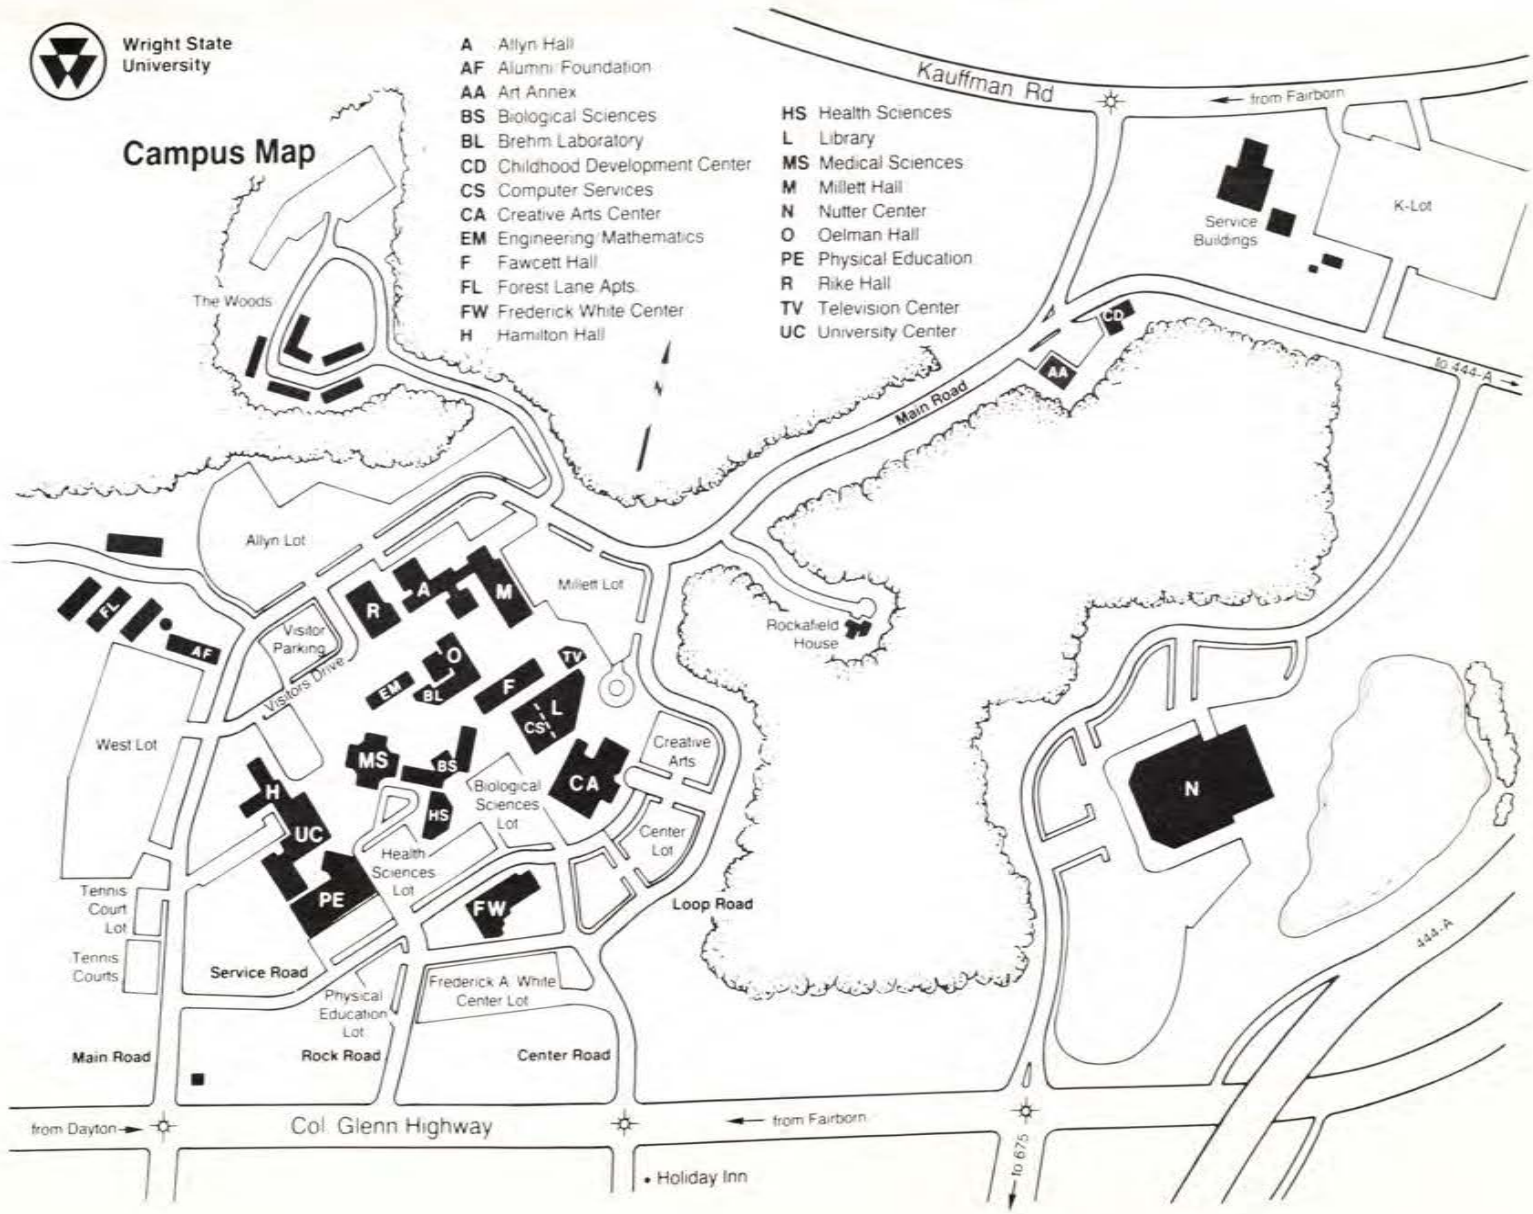 Wright State
University
Campus Map
A Allyn Hall
AF Alumni Foundation
AA Art Annex
BS Biological Sciences
BL Brehm Laboratory
CD Childhood Development Center
CS Computer Services
CA Creative Arts Center
EM Engineering/Mathematics
F Fawcett Hall
FL Forest Lane Apts.
FW Frederick White Center
H Hamilton Hall
HS Health Sciences
L Library
MS Medical Sciences
M Millett Hall
N Nutter Center
O Oelman Hall
PE Physical Education
R Rike Hall
TV Television Center
UC University Center
Kauffman Rd
from Fairborn
K-Lot
Service
Buildings
The Woods
N
CD
AA
to 444-A
Main Road
Allyn Lot
Millett Lot
R
A
M
FL
AF
Visitor
Parking
Visitors Drive
Rockafield
House
O
TV
EM
BL
F
L
CS
West Lot
MS
BS
CA
Creative
Arts
Biological
Sciences
Lot
N
H
HS
UC
Center
Lot
Health
Sciences
Lot
PE
FW
Tennis
Court
Lot
Loop Road
444-A
Tennis
Courts
Service Road
Frederick A. White
Center Lot
Physical
Education
Lot
Main Road
Rock Road
Center Road
from Dayton
Col. Glenn Highway
from Fairborn
to 675
Holiday Inn